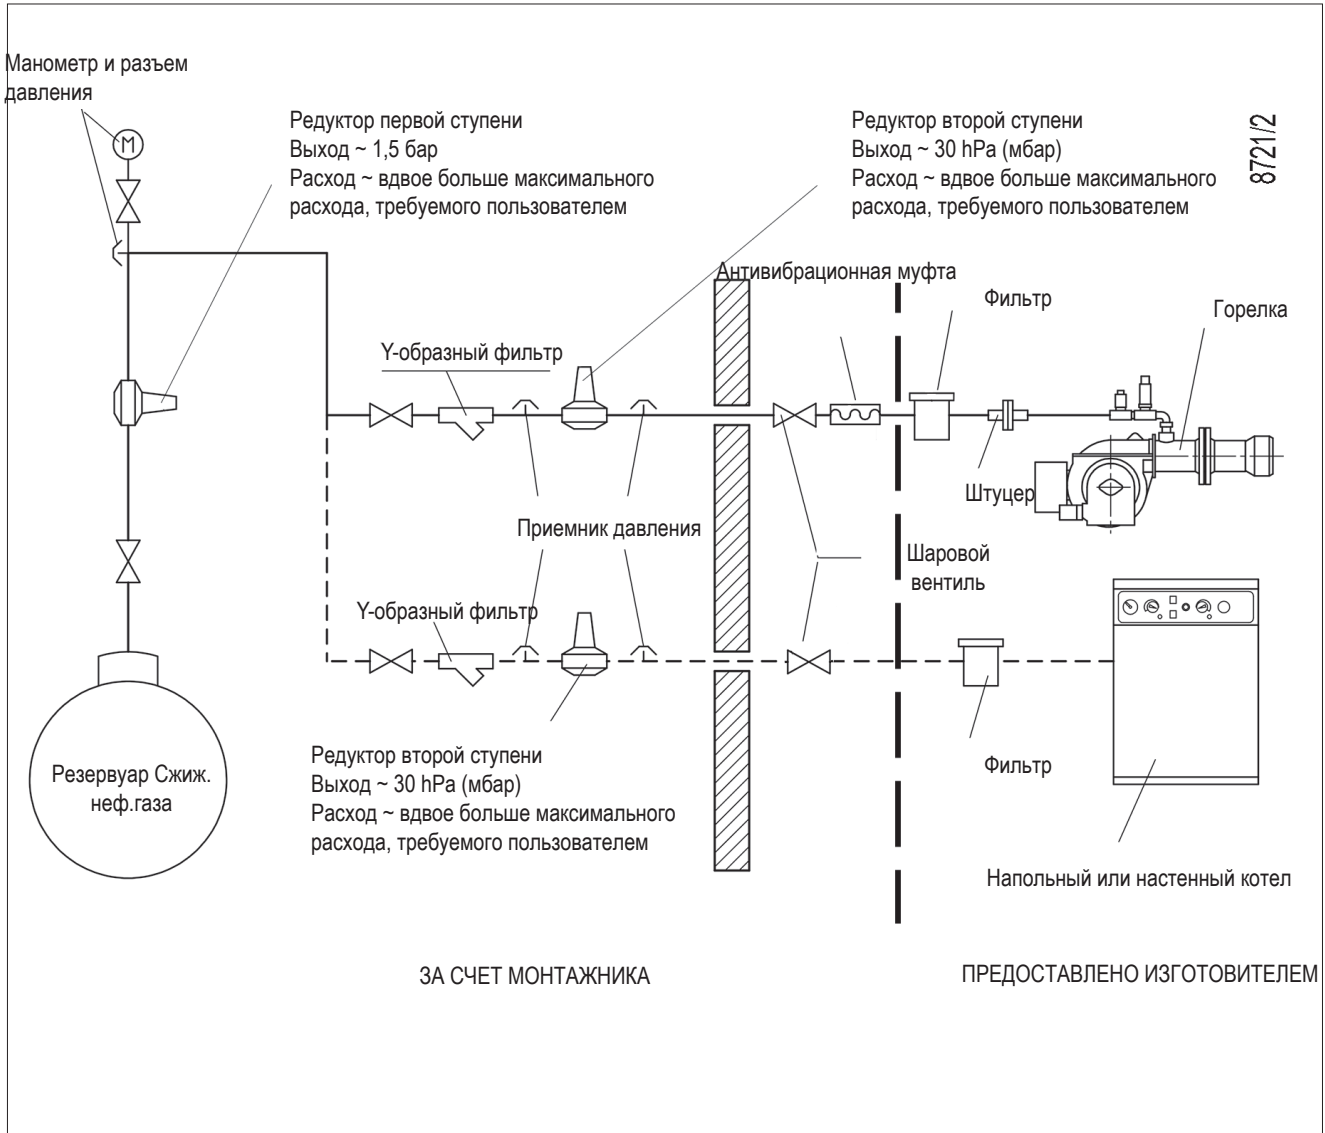 Манометр и разъем
давления
M
Редуктор первой ступени
Выход ~ 1,5 бар
Расход ~ вдвое больше максимального
расхода, требуемого пользователем
Редуктор второй ступени
Выход ~ 30 hPa (мбар)
Расход ~ вдвое больше максимального
расхода, требуемого пользователем
8721/2
Антивибрационная муфта
Фильтр
Горелка
Y-образный фильтр
Штуцер
Приемник давления
Шаровой
вентиль
Y-образный фильтр
Резервуар Сжиж.
неф.газа
Редуктор второй ступени
Выход ~ 30 hPa (мбар)
Расход ~ вдвое больше максимального
расхода, требуемого пользователем
Фильтр
Напольный или настенный котел
ЗА СЧЕТ МОНТАЖНИКА
ПРЕДОСТАВЛЕНО ИЗГОТОВИТЕЛЕМ